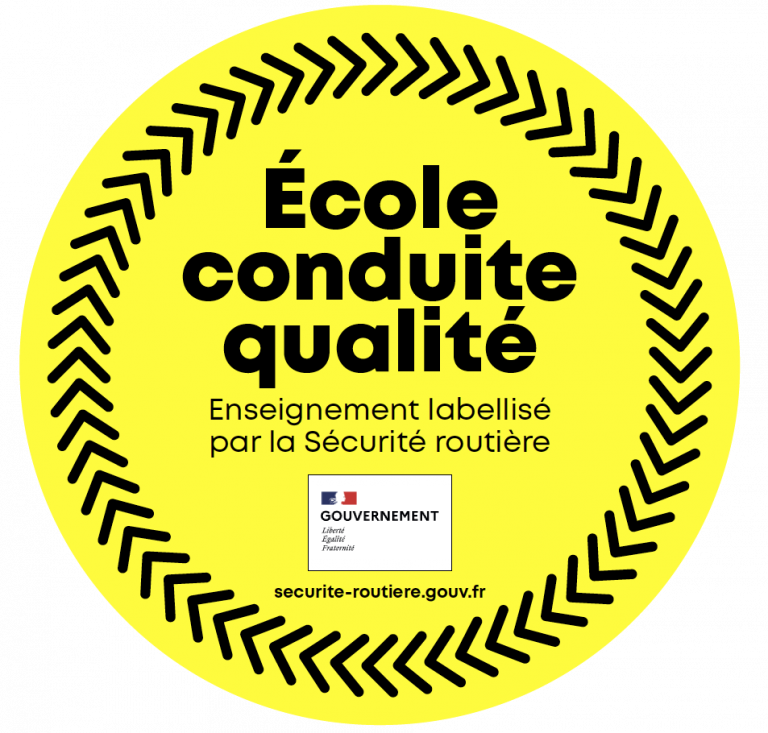 École
conduite
qualité
Enseignement labellisé
par la Sécurité routière
GOUVERNEMENT
Liberté
Égalité
Fraternité
securite-routiere.gouv.fr